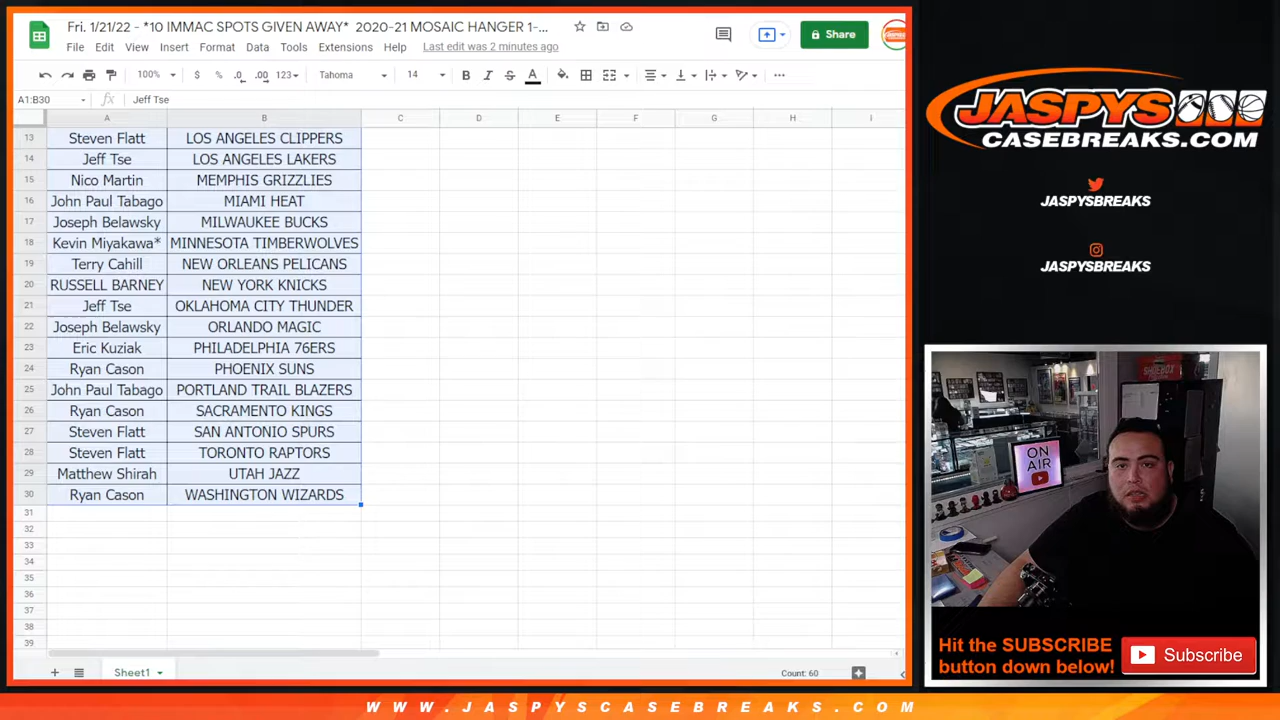 Fri. 1/21/22 - *10 IMMAC SPOTS GIVEN AWAY* 2020-21 MOSAIC HANGER 1-...
File Edit View Insert Format Data Tools Extensions Help Last edit was 2 minutes ago
Share
100% $ % .0 .00 123 Tahoma 14 B I S A
A1:B30 fx Jeff Tse
A B C D E F G H I
13 Steven Flatt LOS ANGELES CLIPPERS
14 Jeff Tse LOS ANGELES LAKERS
15 Nico Martin MEMPHIS GRIZZLIES
16 John Paul Tabago MIAMI HEAT
17 Joseph Belawsky MILWAUKEE BUCKS
18 Kevin Miyakawa* MINNESOTA TIMBERWOLVES
19 Terry Cahill NEW ORLEANS PELICANS
20 RUSSELL BARNEY NEW YORK KNICKS
21 Jeff Tse OKLAHOMA CITY THUNDER
22 Joseph Belawsky ORLANDO MAGIC
23 Eric Kuziak PHILADELPHIA 76ERS
24 Ryan Cason PHOENIX SUNS
25 John Paul Tabago PORTLAND TRAIL BLAZERS
26 Ryan Cason SACRAMENTO KINGS
27 Steven Flatt SAN ANTONIO SPURS
28 Steven Flatt TORONTO RAPTORS
29 Matthew Shirah UTAH JAZZ
30 Ryan Cason WASHINGTON WIZARDS
31
32
33
34
35
36
37
38
39
Sheet1
Count: 60
JASPYS
CASEBREAKS.COM
JASPYSBREAKS
JASPYSBREAKS
SHOEBOX
ON
AIR
Hit the SUBSCRIBE
button down below!
Subscribe
WWW.JASPYSCASEBREAKS.COM